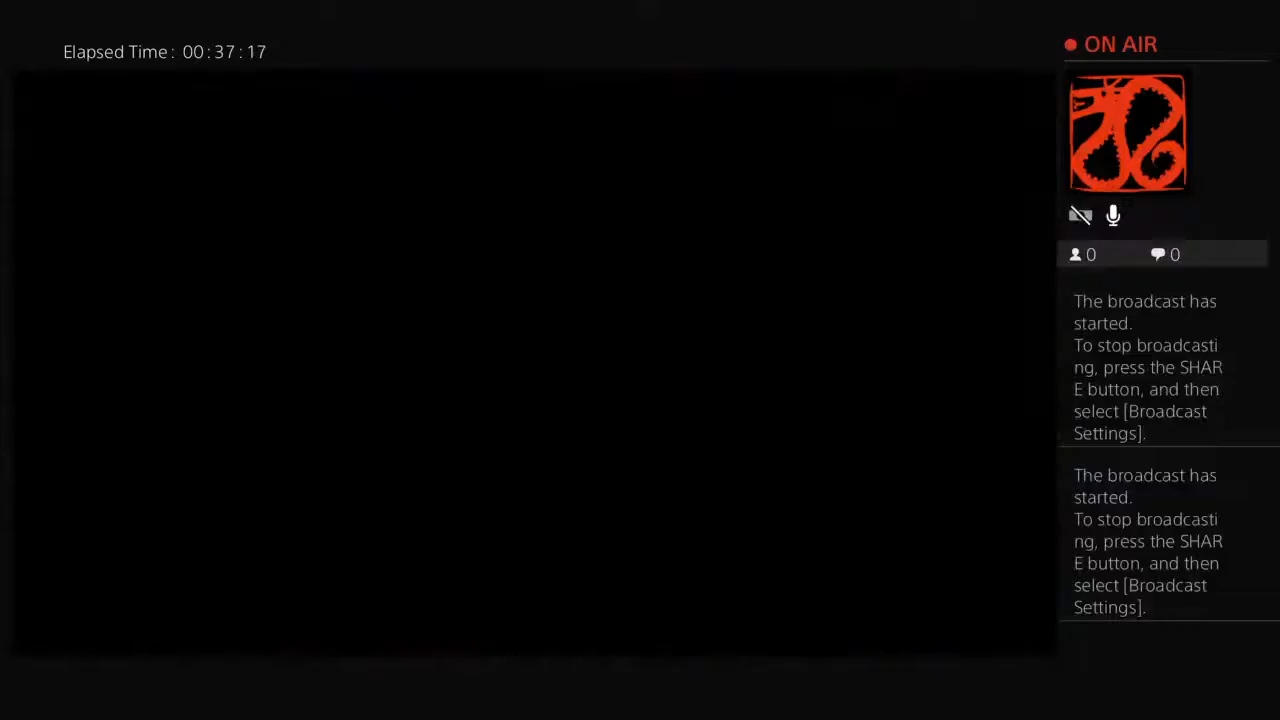 Elapsed Time: 00:37:17
ON AIR
0 0
The broadcast has
started.
To stop broadcasti
ng, press the SHAR
E button, and then
select [Broadcast
Settings].
The broadcast has
started.
To stop broadcasti
ng, press the SHAR
E button, and then
select [Broadcast
Settings].